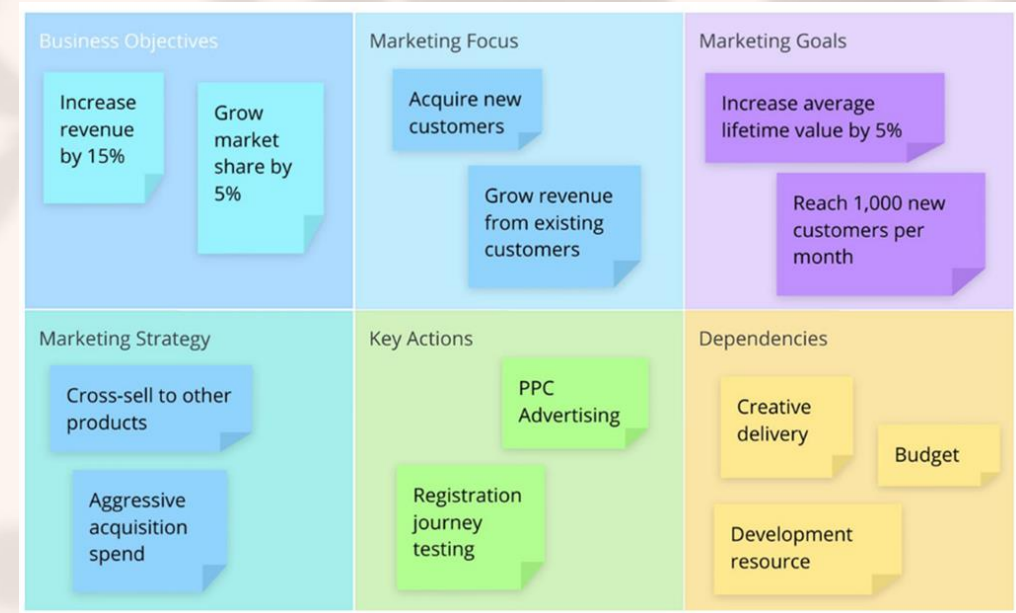 Business Objectives
Increase
revenue
by 15%
Grow
market
share by
5%
Marketing Focus
Acquire new
customers
Grow revenue
from existing
customers
Marketing Goals
Increase average
lifetime value by 5%
Reach 1,000 new
customers per
month
Marketing Strategy
Cross-sell to other
products
Aggressive
acquisition
spend
Key Actions
PPC
Advertising
Registration
journey
testing
Dependencies
Creative
delivery
Budget
Development
resource